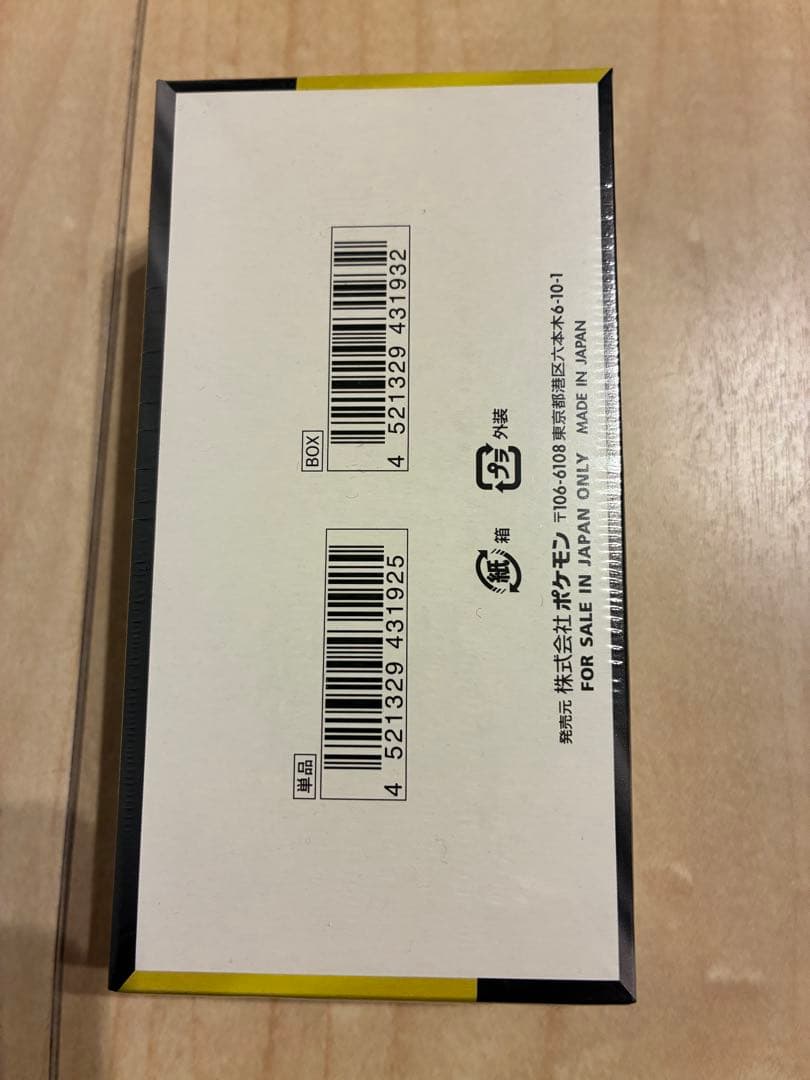 単品
4 521329 431925
BOX
4 521329 431932
紙 箱
プラ 外装
発売元 株式会社 ポケモン 〒106-6108 東京都港区六本木6-10-1
FOR SALE IN JAPAN ONLY MADE IN JAPAN